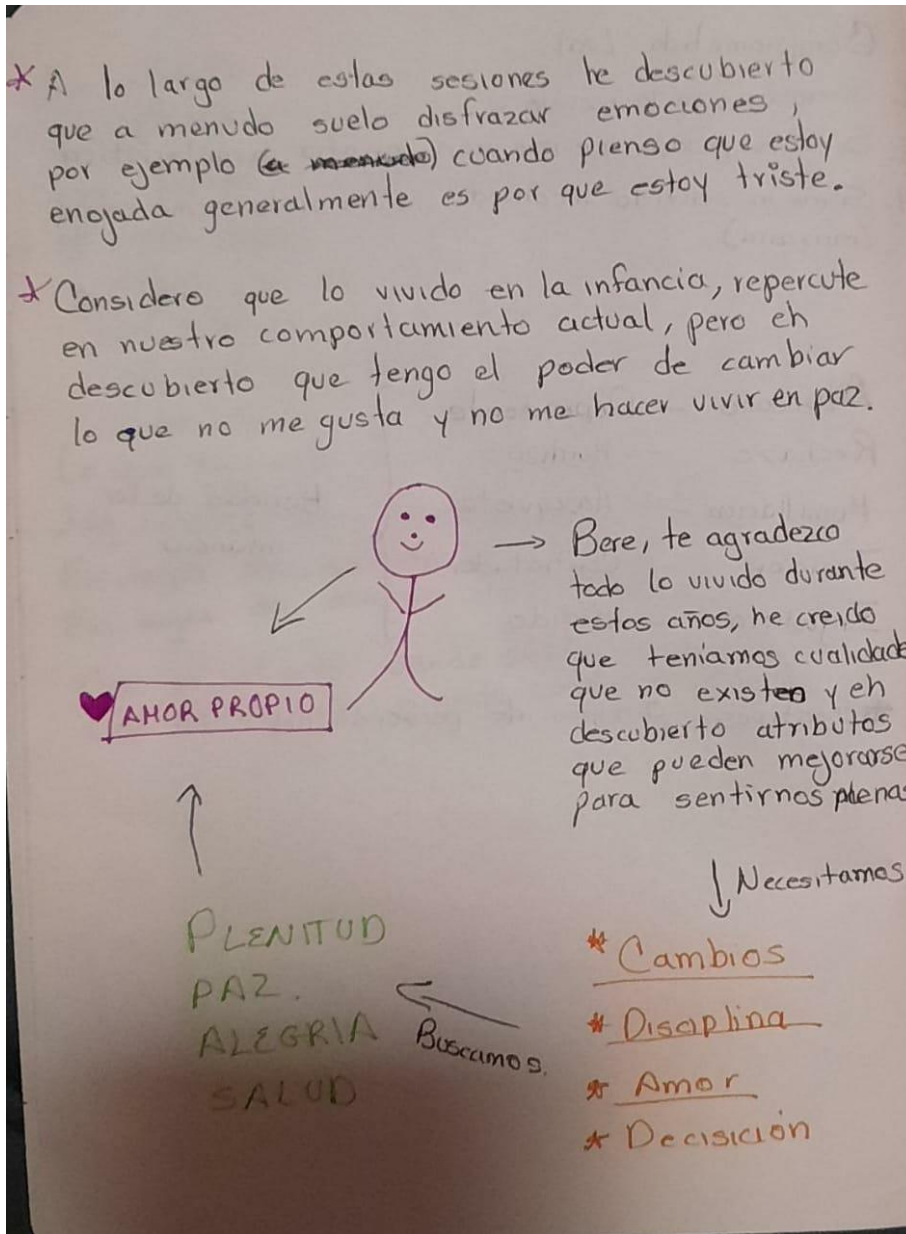 * A lo largo de estas sesiones he descubierto
que a menudo suelo disfrazar emociones,
por ejemplo (a menudo) cuando pienso que estoy
enojada generalmente es por que estoy triste.
* Considero que lo vivido en la infancia, repercute
en nuestro comportamiento actual, pero eh
descubierto que tengo el poder de cambiar
lo que no me gusta y no me hacer vivir en paz.
→ Bere, te agradezco
todo lo vivido durante
estos años, he creido
que teniamos cualidade
que no existen y eh
descubierto atributos
que pueden mejorarse
para sentirnos plenas
↓ Necesitamos
* Cambios
* Disciplina
* Amor
* Decisición
Buscamos.
PLENITUD
PAZ.
ALEGRIA
SALUD
AMOR PROPIO